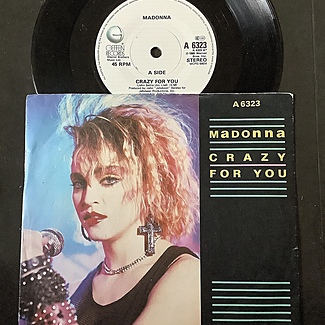 MADONNA
GEFFEN
RECORDS
45 RPM
A 6323
STEREO
A SIDE
CRAZY FOR YOU
A 6323
Madonna
CRAZY
FOR YOU